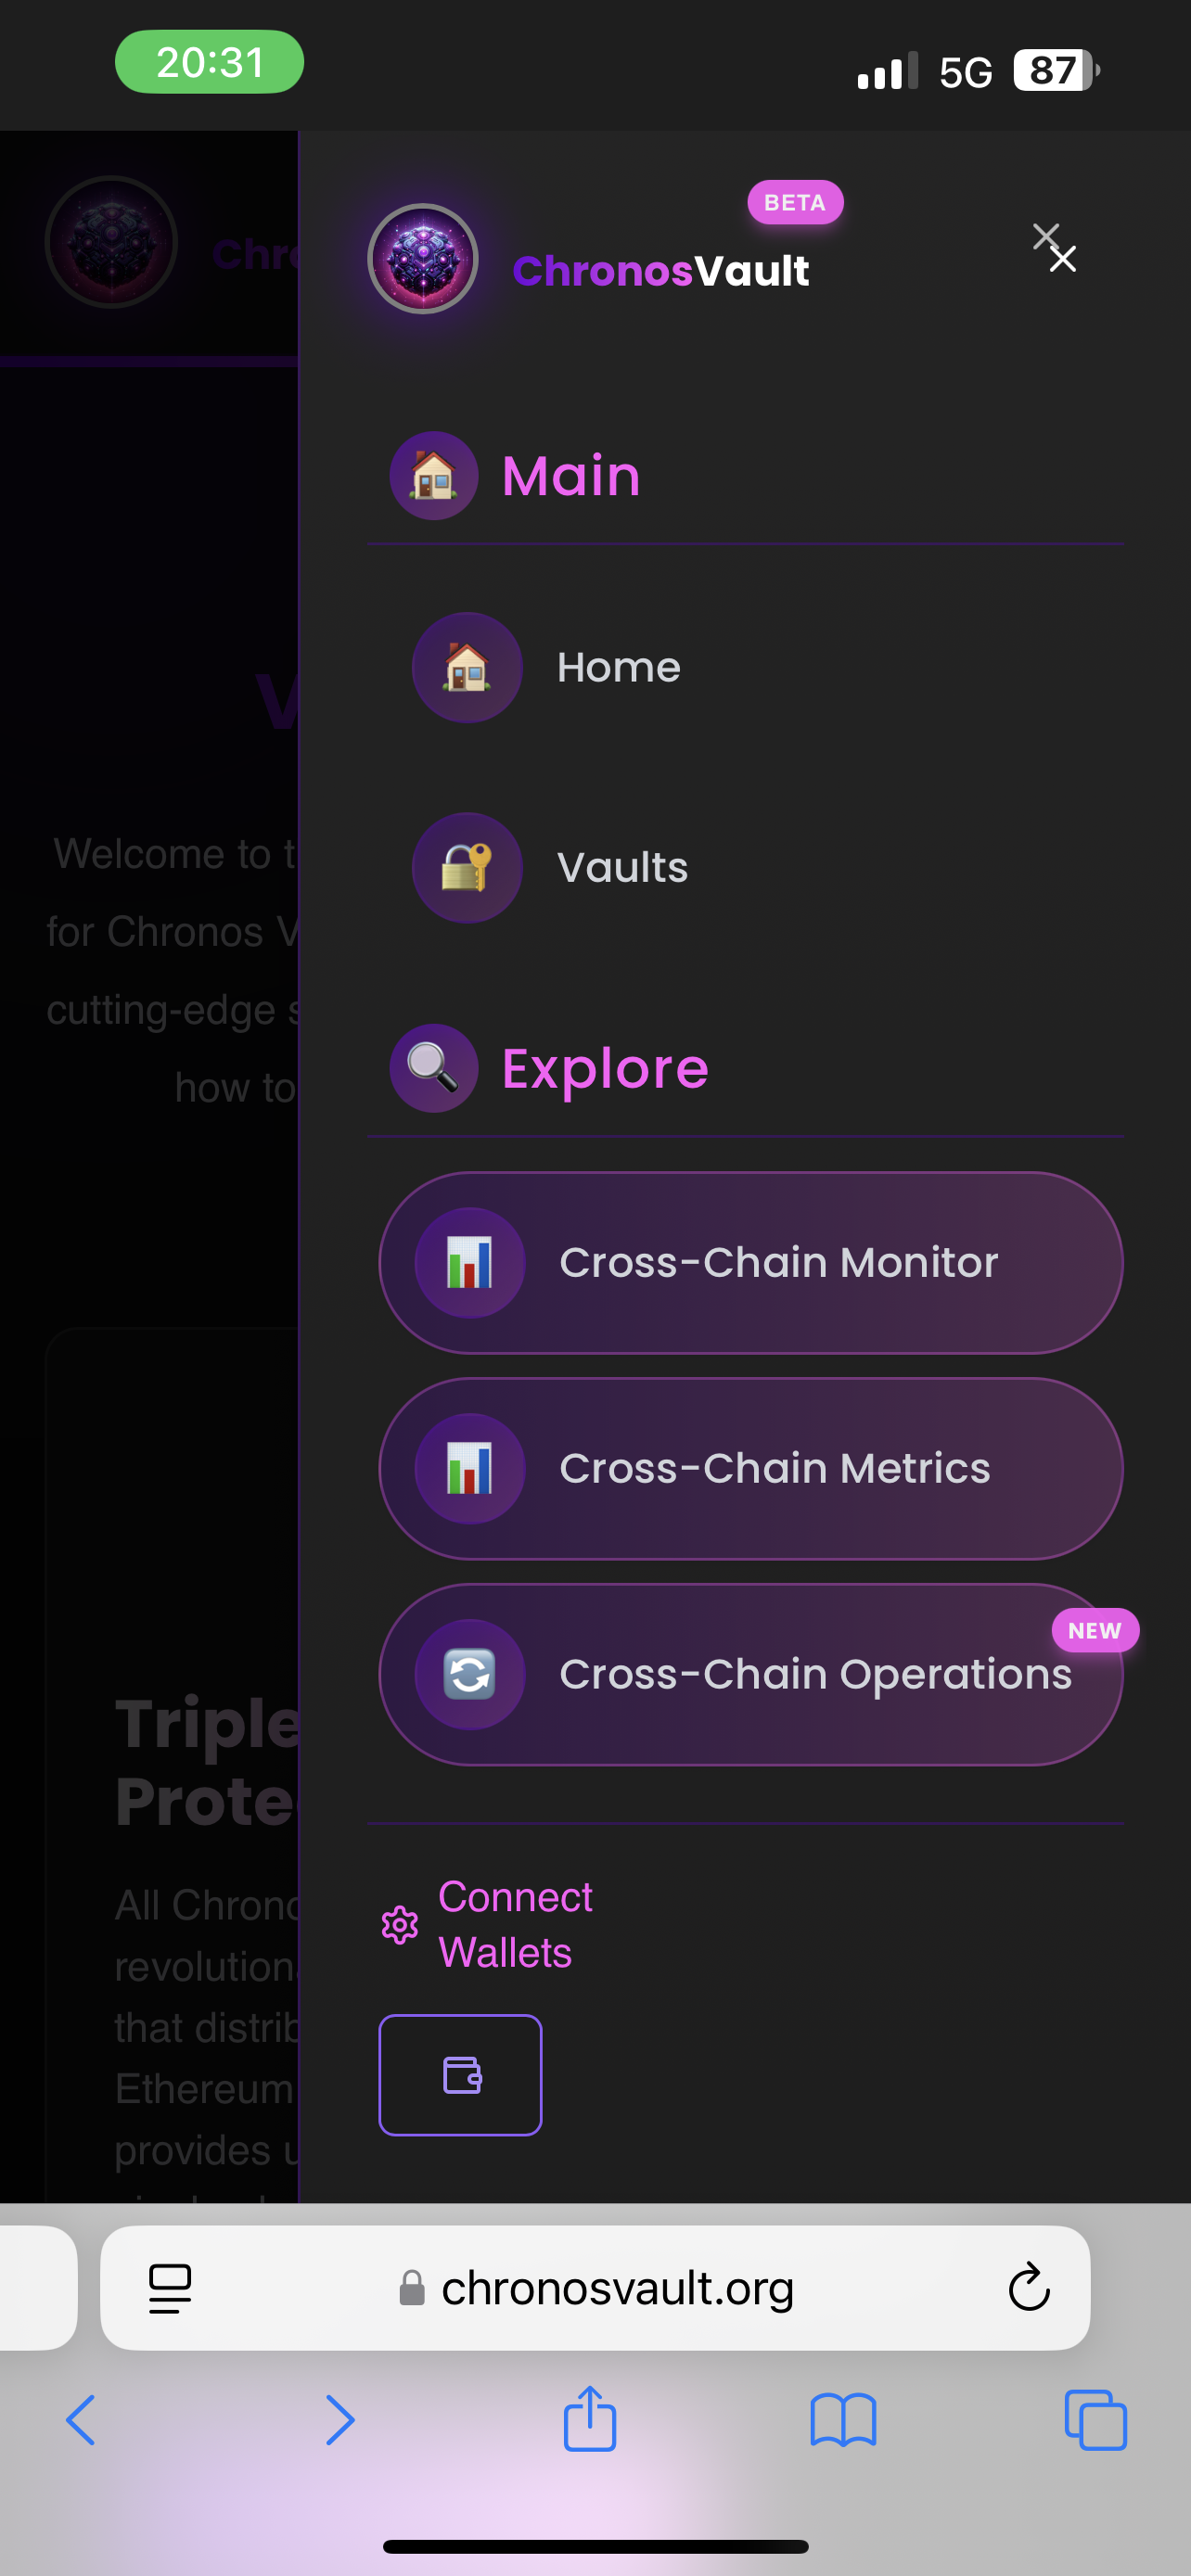 20:31
5G
87
BETA
Chro
ChronosVault
Main
Home
V
Vaults
Welcome to t
for Chronos V
cutting-edge s
how to
Explore
Cross-Chain Monitor
Cross-Chain Metrics
NEW
Cross-Chain Operations
Triple
Prote
All Chrono
revolution
that distrib
Ethereum
provides u
Connect
Wallets
chronosvault.org